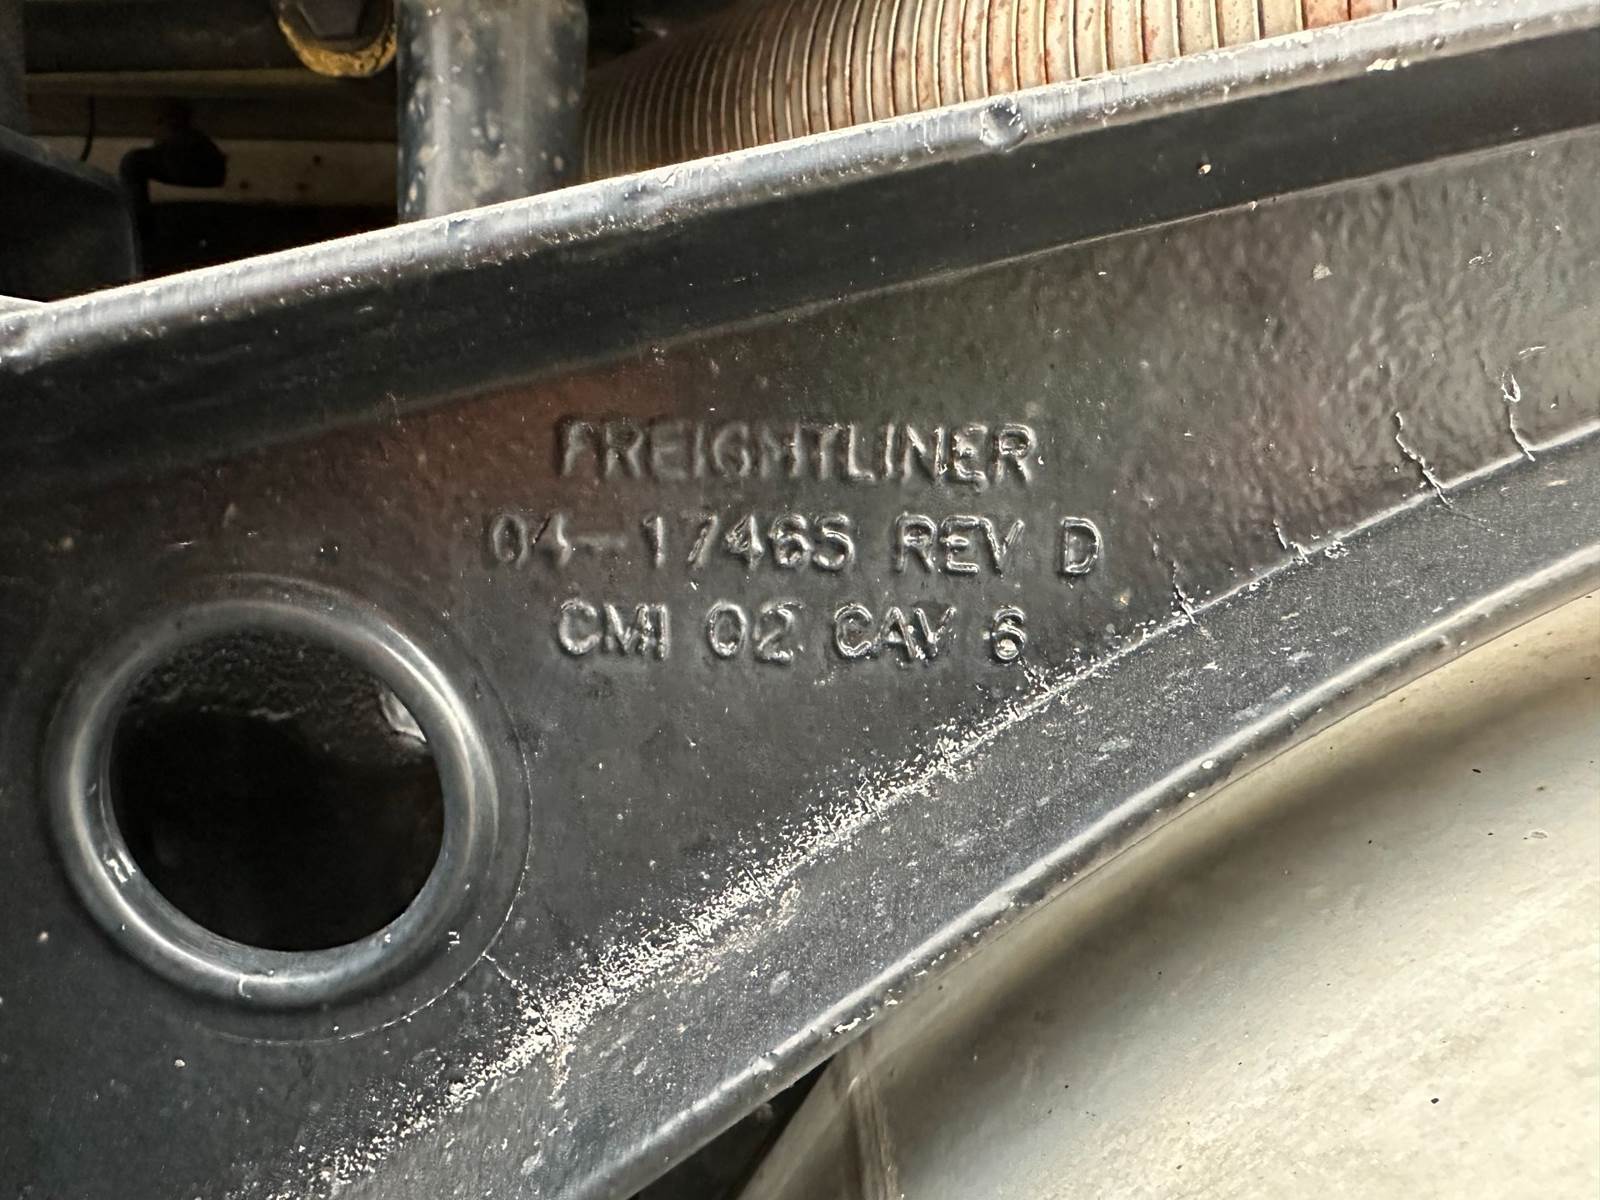 FREIGHTLINER
04-17465 REV D
CMI 02 CAV 6